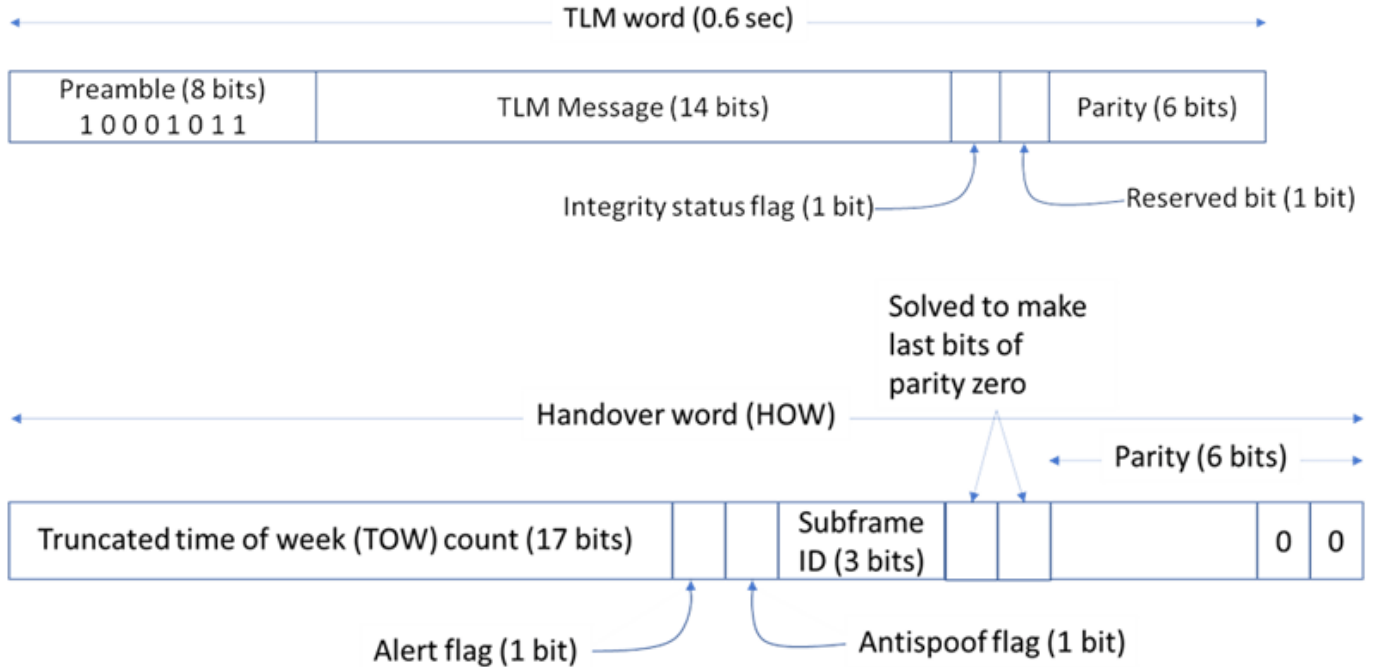 TLM word (0.6 sec)
Preamble (8 bits)
1 0 0 0 1 0 1 1
TLM Message (14 bits)
Parity (6 bits)
Integrity status flag (1 bit)
Reserved bit (1 bit)
Solved to make
last bits of
parity zero
Handover word (HOW)
Parity (6 bits)
Truncated time of week (TOW) count (17 bits)
Subframe
ID (3 bits)
0 0
Alert flag (1 bit)
Antispoof flag (1 bit)